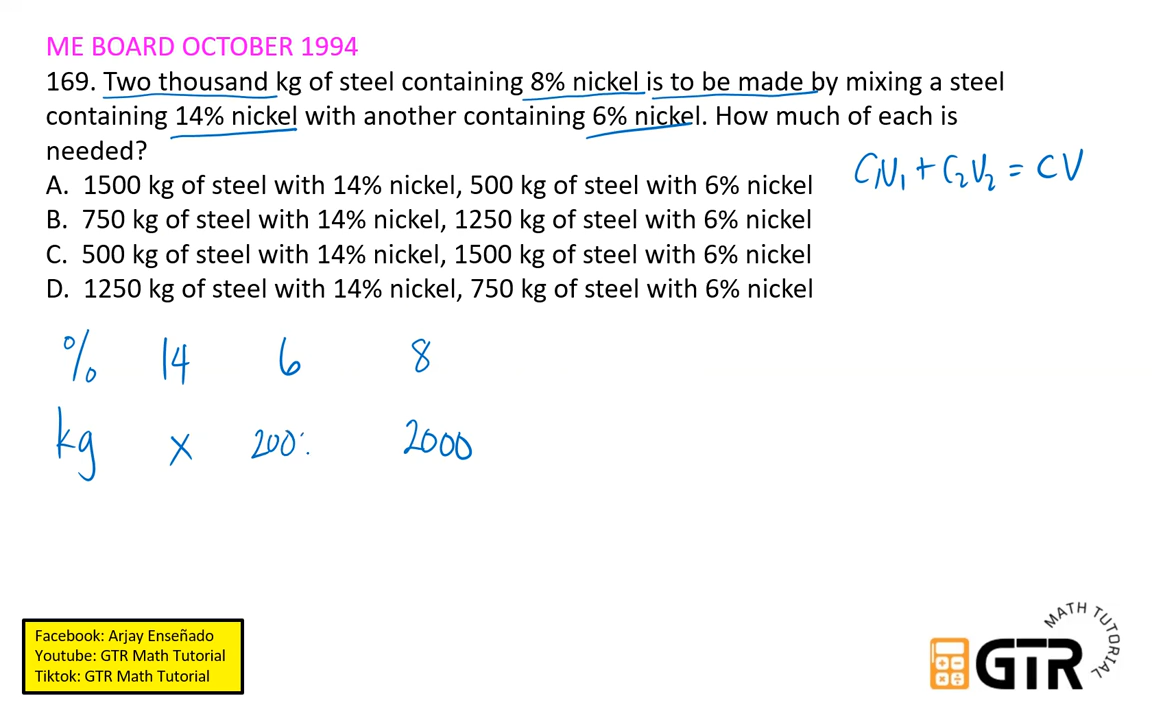 ME BOARD OCTOBER 1994
169. Two thousand kg of steel containing 8% nickel is to be made by mixing a steel
containing 14% nickel with another containing 6% nickel. How much of each is
needed?
C₁V₁ + C₂V₂ = CV
A. 1500 kg of steel with 14% nickel, 500 kg of steel with 6% nickel
B. 750 kg of steel with 14% nickel, 1250 kg of steel with 6% nickel
C. 500 kg of steel with 14% nickel, 1500 kg of steel with 6% nickel
D. 1250 kg of steel with 14% nickel, 750 kg of steel with 6% nickel
% 14 6 8
kg x 200 2000
Facebook: Arjay Enseñado
Youtube: GTR Math Tutorial
Tiktok: GTR Math Tutorial
MATH TUTORIAL
GTR